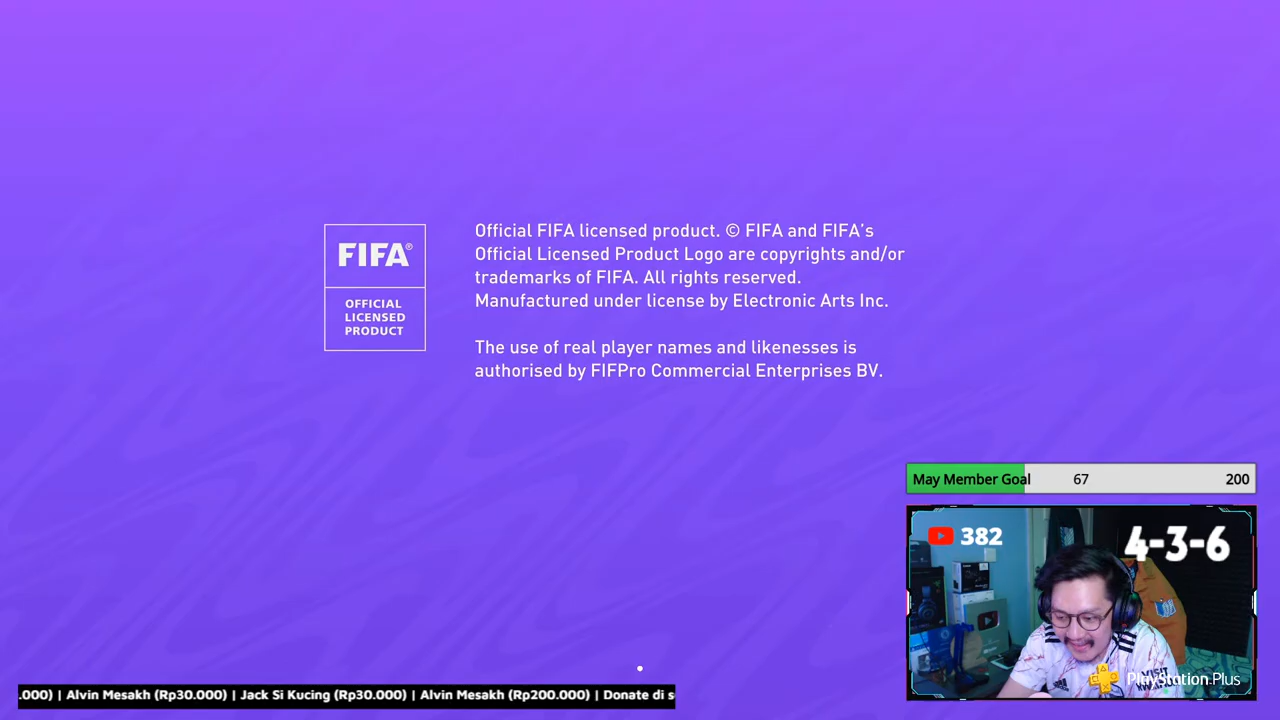 FIFA®
OFFICIAL
LICENSED
PRODUCT
Official FIFA licensed product. © FIFA and FIFA's
Official Licensed Product Logo are copyrights and/or
trademarks of FIFA. All rights reserved.
Manufactured under license by Electronic Arts Inc.
The use of real player names and likenesses is
authorised by FIFPro Commercial Enterprises BV.
May Member Goal 67 200
382 4-3-6
PlayStation.Plus
.000) | Alvin Mesakh (Rp30.000) | Jack Si Kucing (Rp30.000) | Alvin Mesakh (Rp200.000) | Donate di s